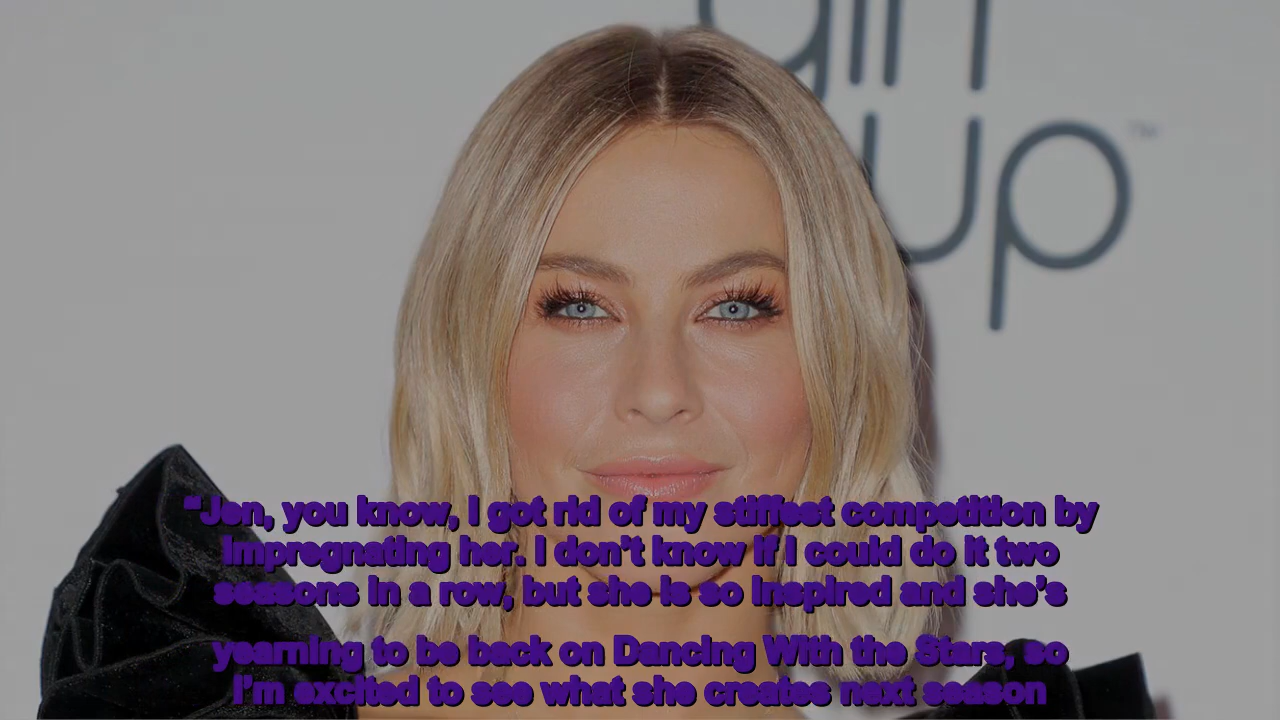 girl
up™
“Jen, you know, I got rid of my stiffest competition by
impregnating her. I don’t know if I could do it two
seasons in a row, but she is so inspired and she’s
yearning to be back on Dancing With the Stars, so
I’m excited to see what she creates next season